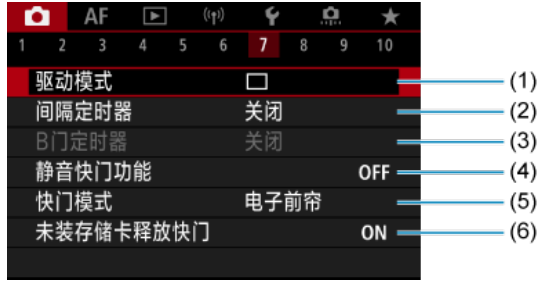 AF
1 2 3 4 5 6 7 8 9 10
驱动模式 (1)
间隔定时器 关闭 (2)
B门定时器 关闭 (3)
静音快门功能 OFF (4)
快门模式 电子前帘 (5)
未装存储卡释放快门 ON (6)